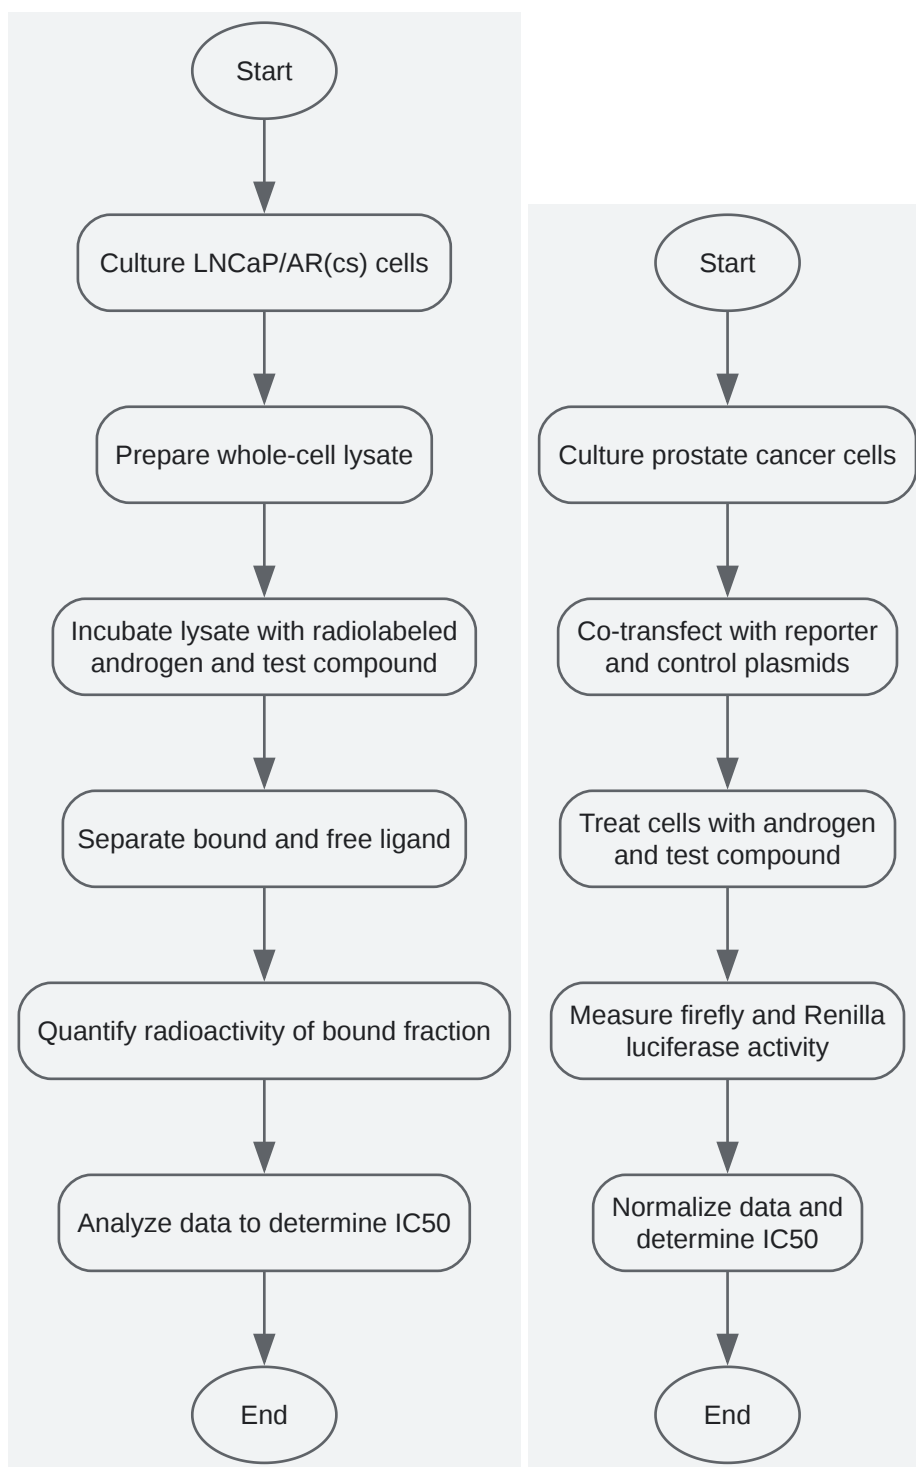 Start
Culture LNCaP/AR(cs) cells
Prepare whole-cell lysate
Incubate lysate with radiolabeled
androgen and test compound
Separate bound and free ligand
Quantify radioactivity of bound fraction
Analyze data to determine IC50
End
Start
Culture prostate cancer cells
Co-transfect with reporter
and control plasmids
Treat cells with androgen
and test compound
Measure firefly and Renilla
luciferase activity
Normalize data and
determine IC50
End